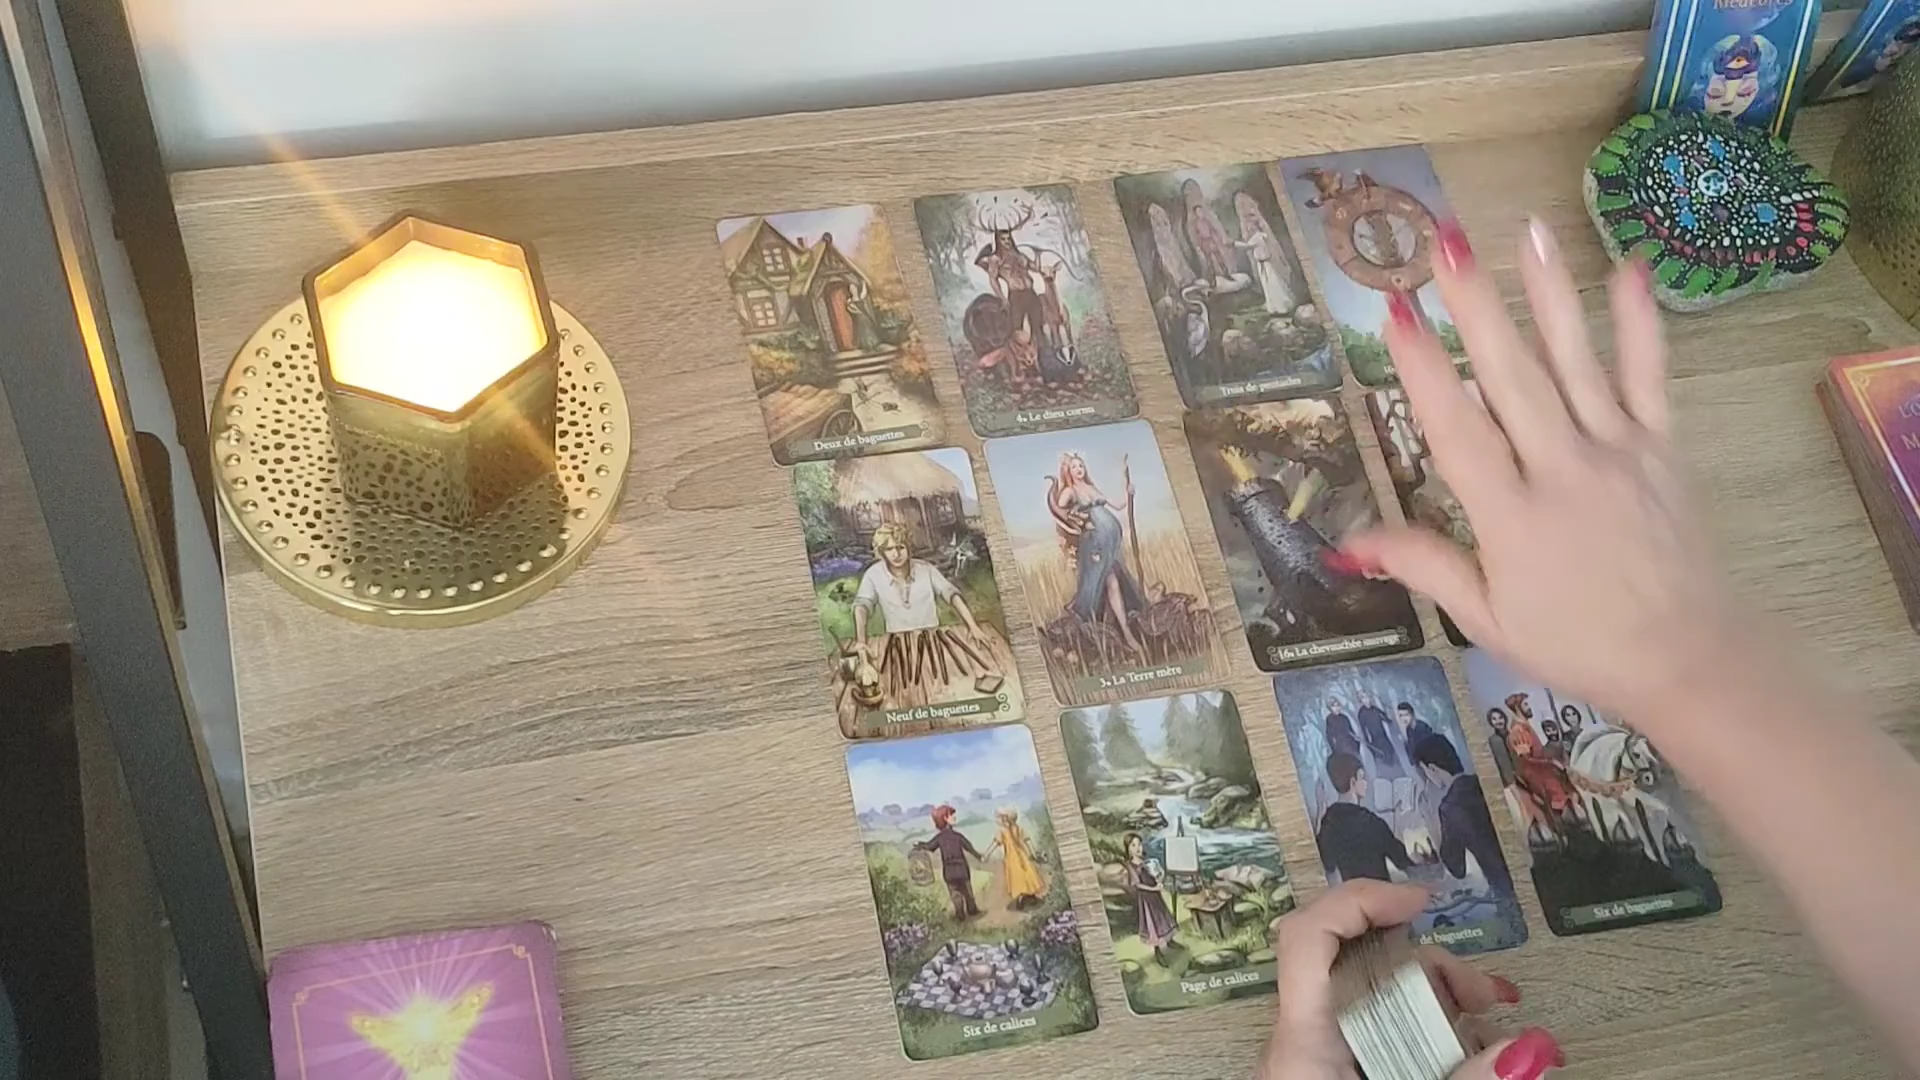 Deux de baguettes
4. Le dieu cornu
Trois de pentacles
Neuf de baguettes
3. La Terre mère
16. La chevauchée sauvage
Six de calices
Page de calices
de baguettes
Six de baguettes